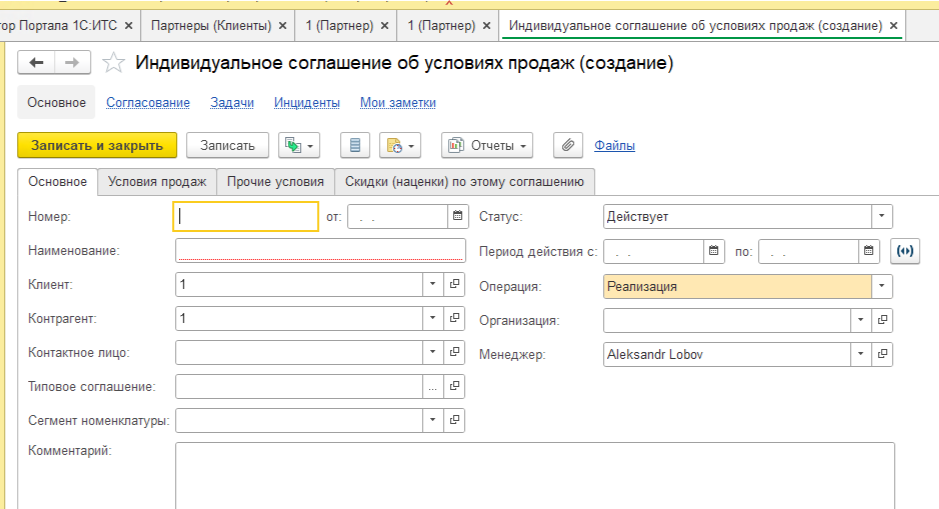 ор Портала 1С:ИТС × Партнеры (Клиенты) × 1 (Партнер) × 1 (Партнер) × Индивидуальное соглашение об условиях продаж (создание) ×
Индивидуальное соглашение об условиях продаж (создание)
Основное Согласование Задачи Инциденты Мои заметки
Записать и закрыть Записать Отчеты Файлы
Основное Условия продаж Прочие условия Скидки (наценки) по этому соглашению
Номер: от: . . Статус: Действует
Наименование: Период действия с: . . по: . .
Клиент: 1 Операция: Реализация
Контрагент: 1 Организация:
Контактное лицо: Менеджер: Aleksandr Lobov
Типовое соглашение: ...
Сегмент номенклатуры:
Комментарий: